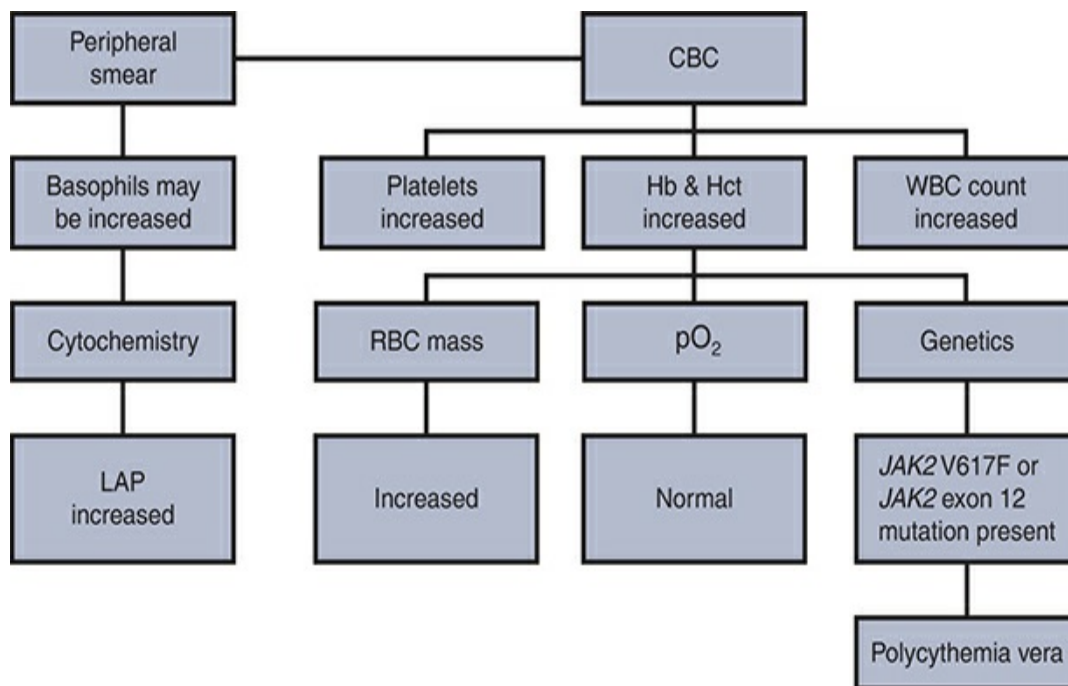 Peripheral
smear
CBC
Basophils may
be increased
Platelets
increased
Hb & Hct
increased
WBC count
increased
Cytochemistry
RBC mass
pO₂
Genetics
LAP
increased
Increased
Normal
JAK2 V617F or
JAK2 exon 12
mutation present
Polycythemia vera